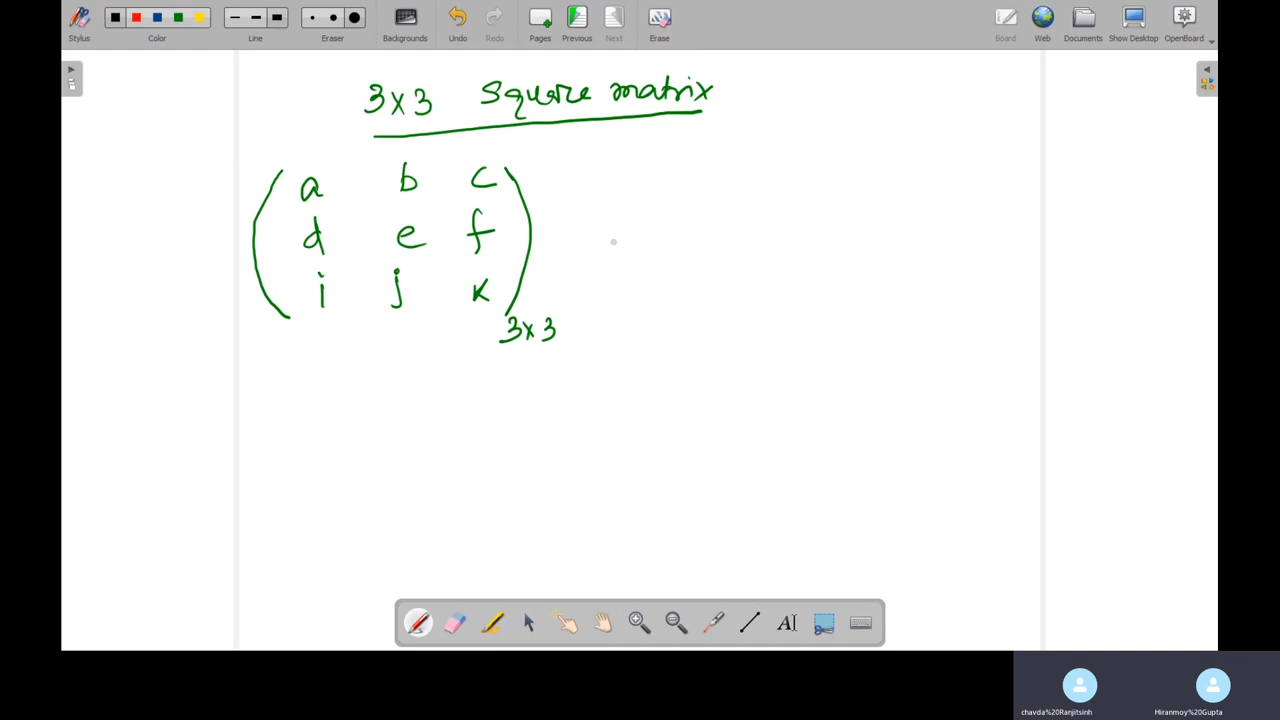 Stylus Color Line Eraser Backgrounds Undo Redo Pages Previous Next Erase Board Web Documents Show Desktop OpenBoard
3x3 Square matrix
a b c
d e f
i j k
3x3
AI
chavda%20Ranjitsinh Hiranmoy%20Gupta